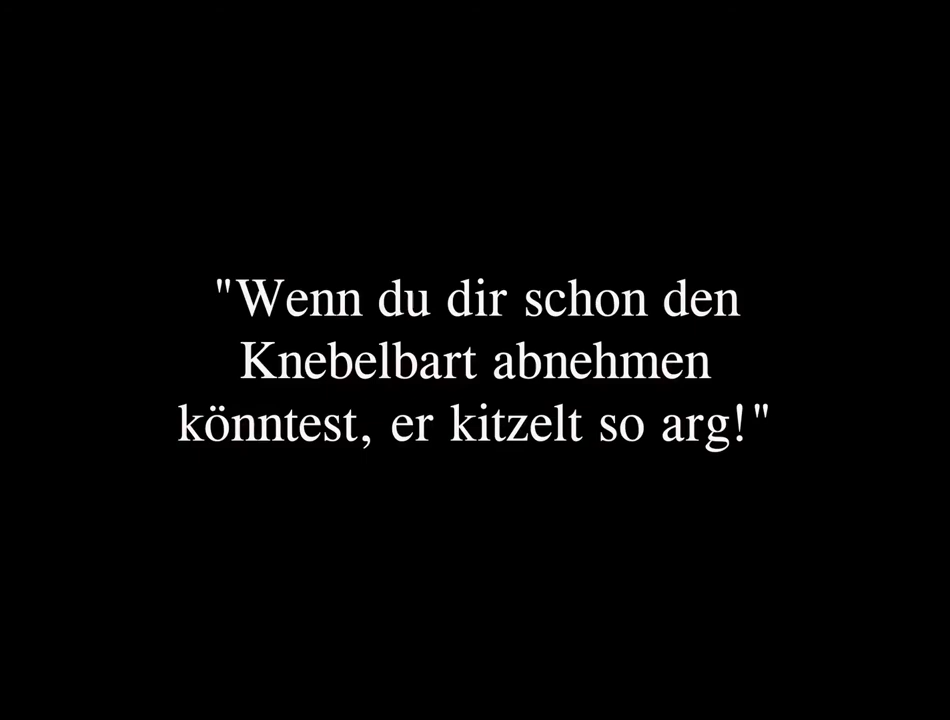 "Wenn du dir schon den
Knebelbart abnehmen
könntest, er kitzelt so arg!"